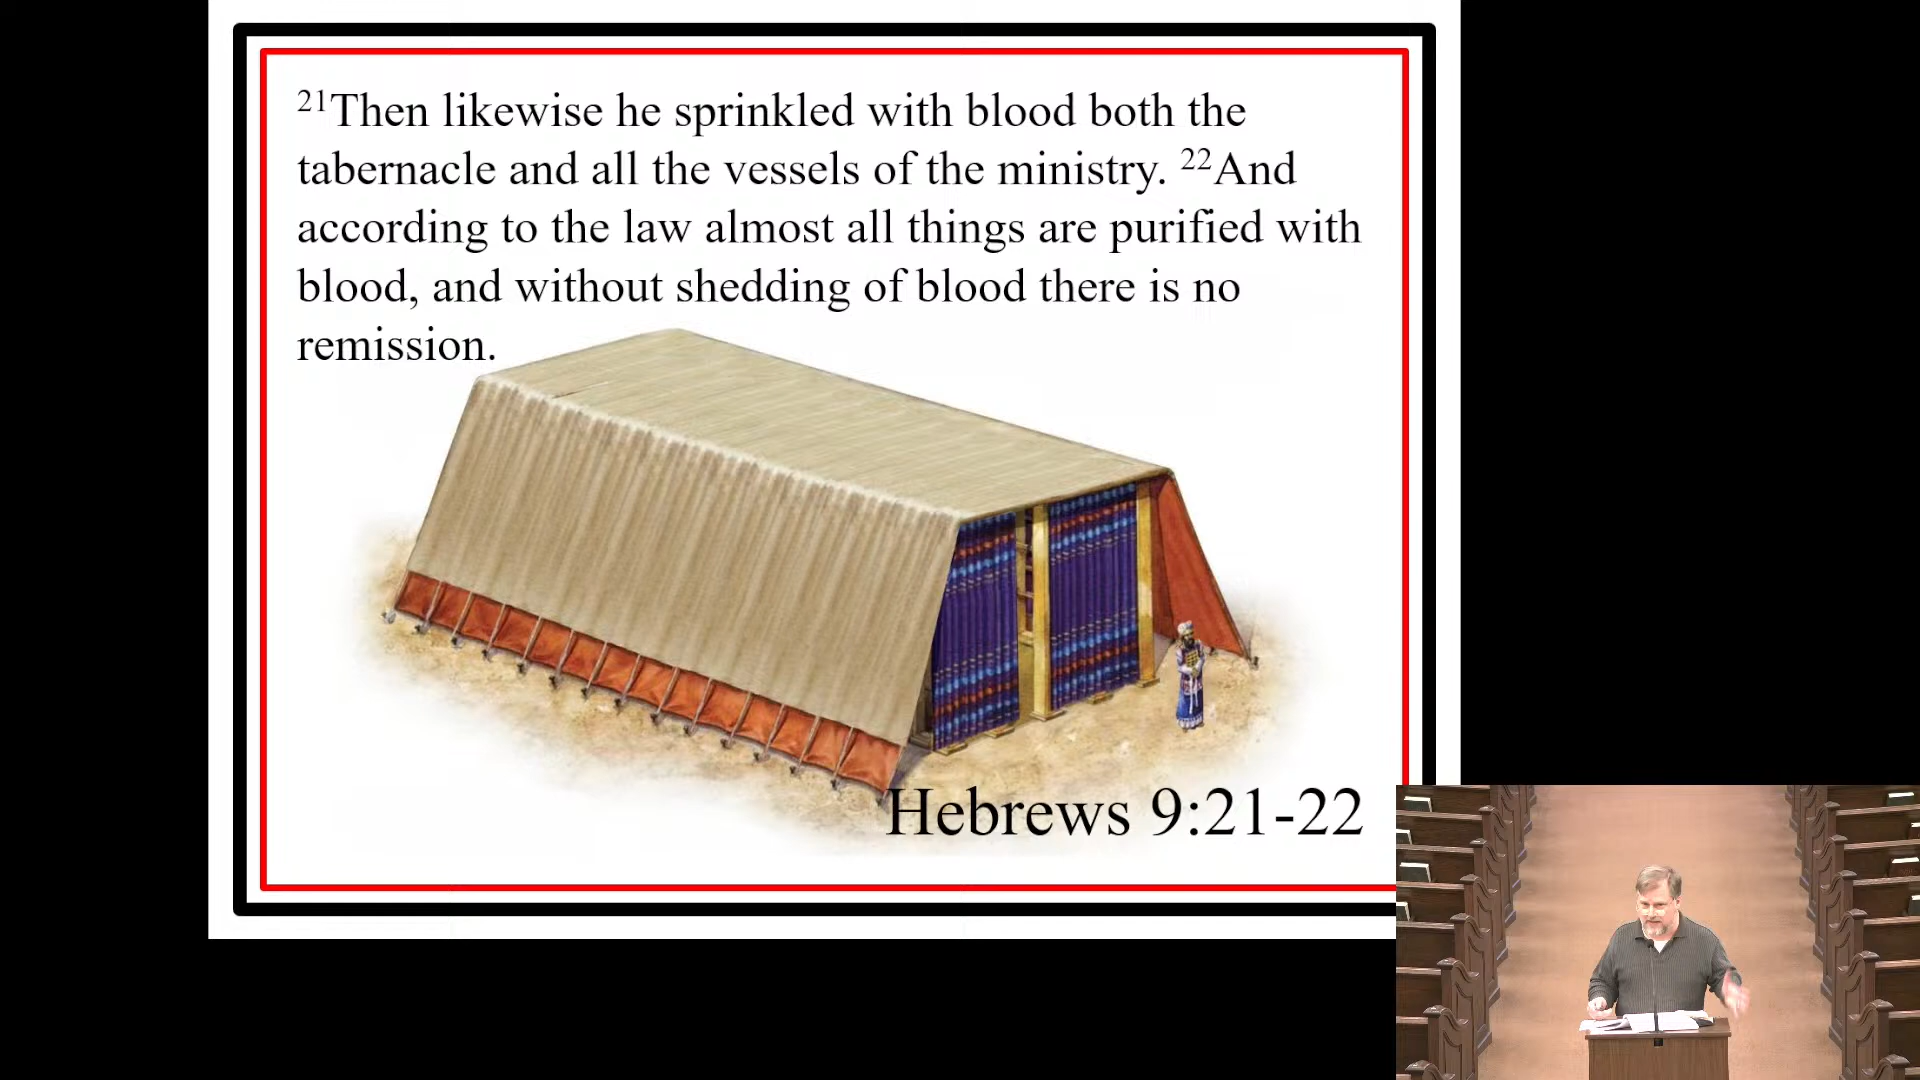 ²¹Then likewise he sprinkled with blood both the
tabernacle and all the vessels of the ministry. ²²And
according to the law almost all things are purified with
blood, and without shedding of blood there is no
remission.
Hebrews 9:21-22